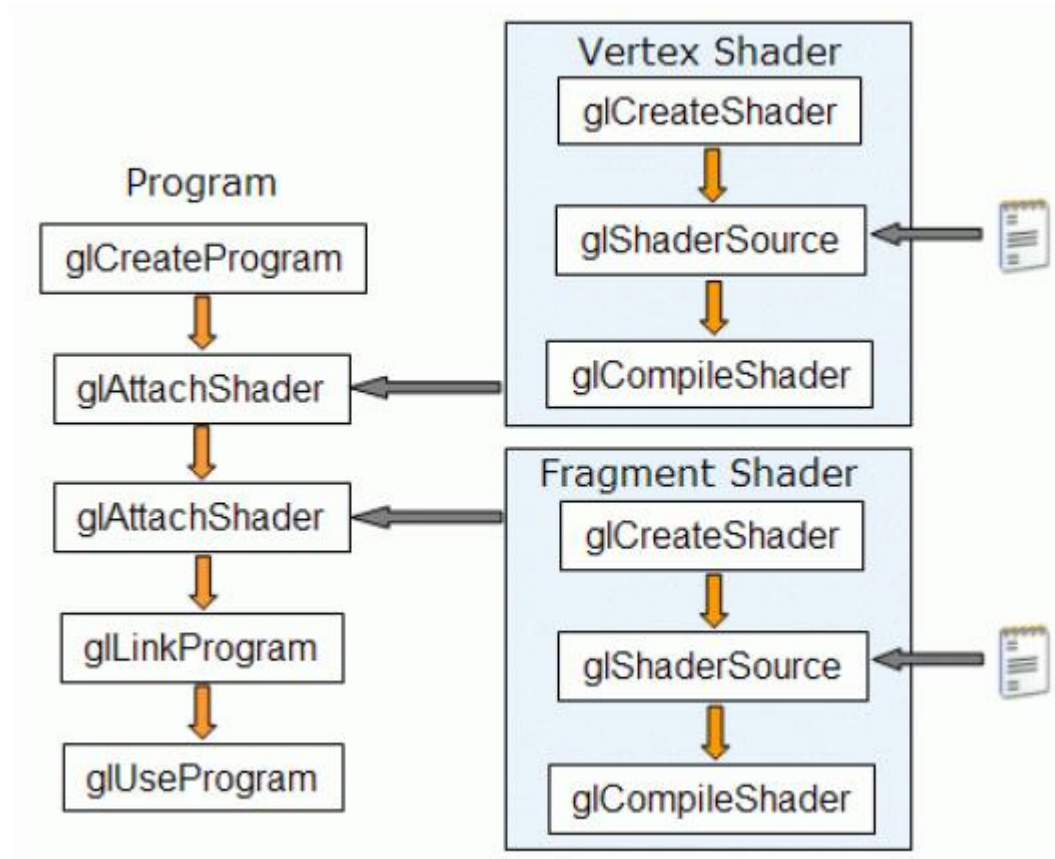 Program
glCreateProgram
glAttachShader
glAttachShader
glLinkProgram
glUseProgram
Vertex Shader
glCreateShader
glShaderSource
glCompileShader
Fragment Shader
glCreateShader
glShaderSource
glCompileShader